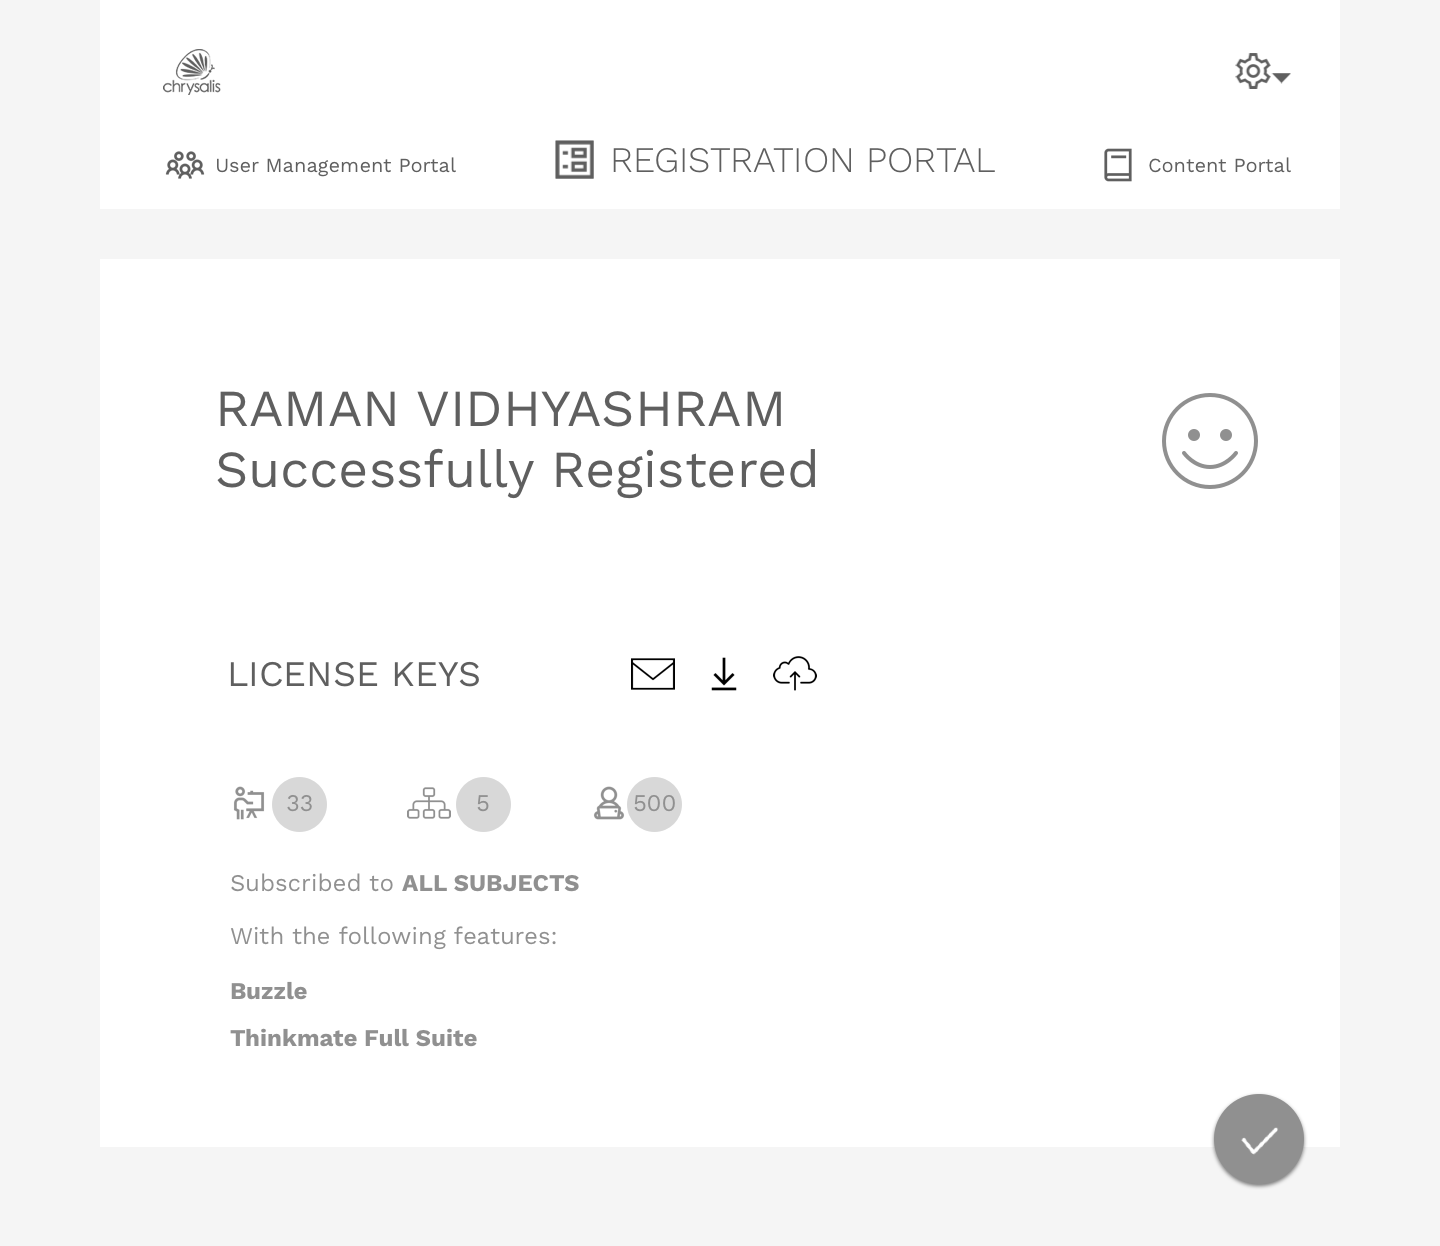 chrysalis
User Management Portal
REGISTRATION PORTAL
Content Portal
RAMAN VIDHYASHRAM
Successfully Registered
LICENSE KEYS
33
5
500
Subscribed to ALL SUBJECTS
With the following features:
Buzzle
Thinkmate Full Suite